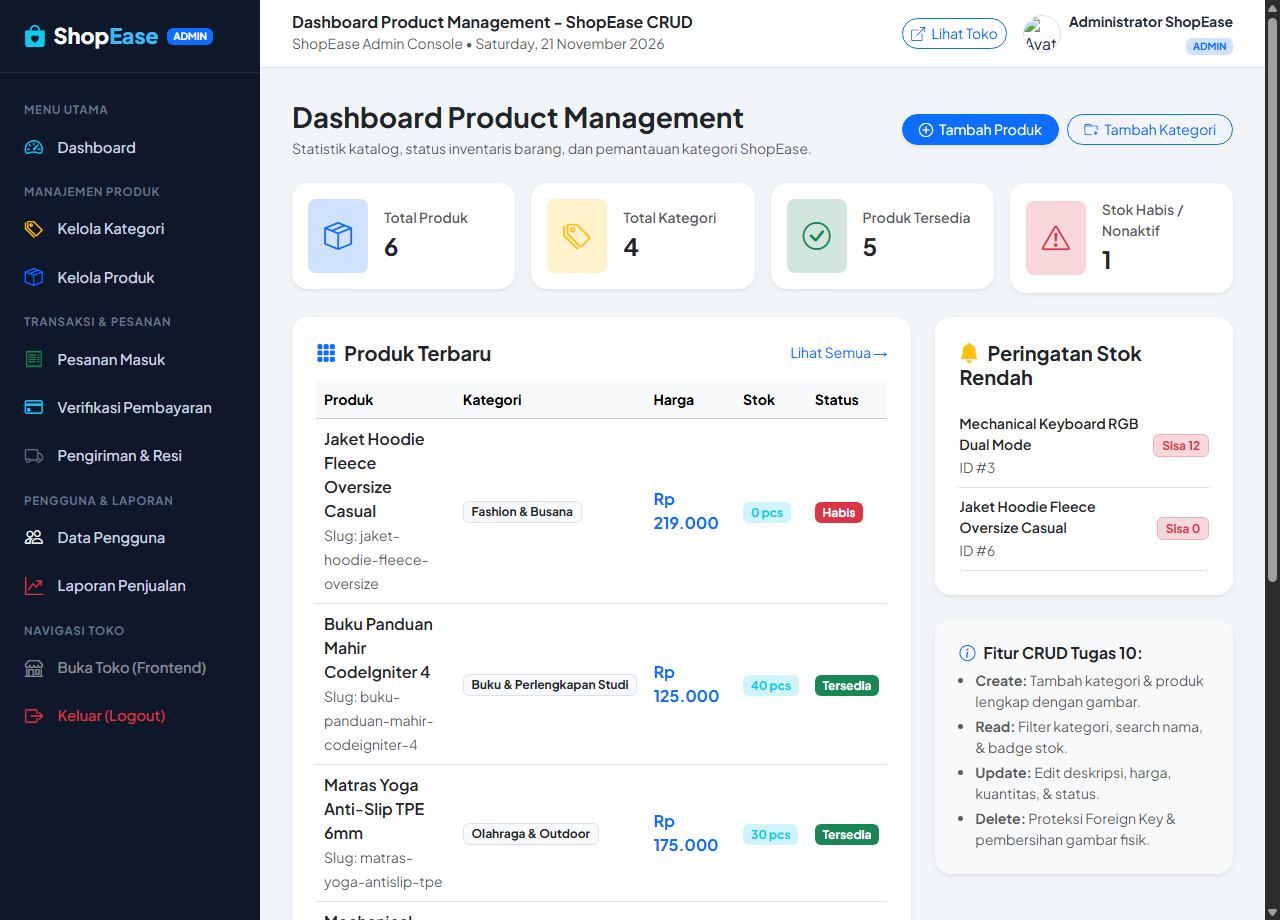 ShopEase ADMIN
MENU UTAMA
Dashboard
MANAJEMEN PRODUK
Kelola Kategori
Kelola Produk
TRANSAKSI & PESANAN
Pesanan Masuk
Verifikasi Pembayaran
Pengiriman & Resi
PENGGUNA & LAPORAN
Data Pengguna
Laporan Penjualan
NAVIGASI TOKO
Buka Toko (Frontend)
Keluar (Logout)
Dashboard Product Management - ShopEase CRUD
ShopEase Admin Console • Saturday, 21 November 2026
Lihat Toko
Avat
Administrator ShopEase
ADMIN
Dashboard Product Management
Statistik katalog, status inventaris barang, dan pemantauan kategori ShopEase.
Tambah Produk
Tambah Kategori
Total Produk
6
Total Kategori
4
Produk Tersedia
5
Stok Habis /
Nonaktif
1
Produk Terbaru
Lihat Semua →
Produk Kategori Harga Stok Status
Jaket Hoodie
Fleece
Oversize
Casual
Slug: jaket-
hoodie-fleece-
oversize
Fashion & Busana
Rp
219.000
0 pcs
Habis
Buku Panduan
Mahir
CodeIgniter 4
Slug: buku-
panduan-mahir-
codeigniter-4
Buku & Perlengkapan Studi
Rp
125.000
40 pcs
Tersedia
Matras Yoga
Anti-Slip TPE
6mm
Slug: matras-
yoga-antislip-tpe
Olahraga & Outdoor
Rp
175.000
30 pcs
Tersedia
Mechanical
Peringatan Stok
Rendah
Mechanical Keyboard RGB
Dual Mode
ID #3
Sisa 12
Jaket Hoodie Fleece
Oversize Casual
ID #6
Sisa 0
Fitur CRUD Tugas 10:
• Create: Tambah kategori & produk
lengkap dengan gambar.
• Read: Filter kategori, search nama,
& badge stok.
• Update: Edit deskripsi, harga,
kuantitas, & status.
• Delete: Proteksi Foreign Key &
pembersihan gambar fisik.